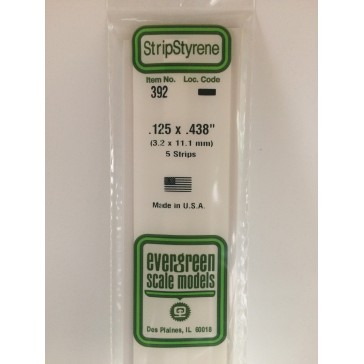 StripStyrene
Item No. Loc. Code
392
.125 x .438"
(3.2 x 11.1 mm)
5 Strips
Made in U.S.A.
evergreen
scale models
Des Plaines, IL 60018